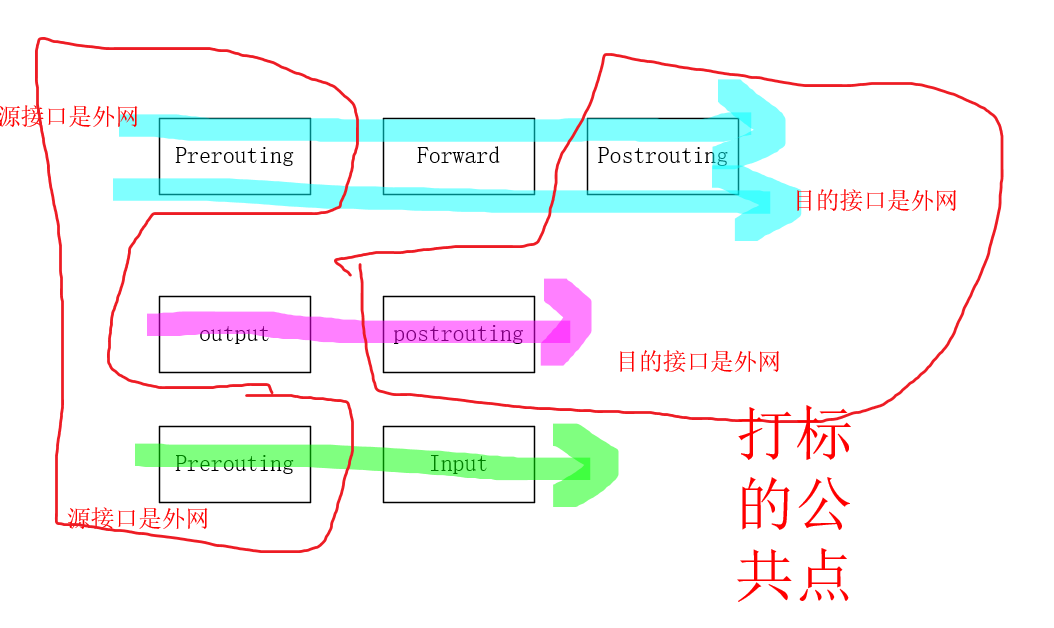 源接口是外网
Prerouting
Forward
Postrouting
目的接口是外网
output
postrouting
目的接口是外网
Prerouting
Input
源接口是外网
打标
的公
共点